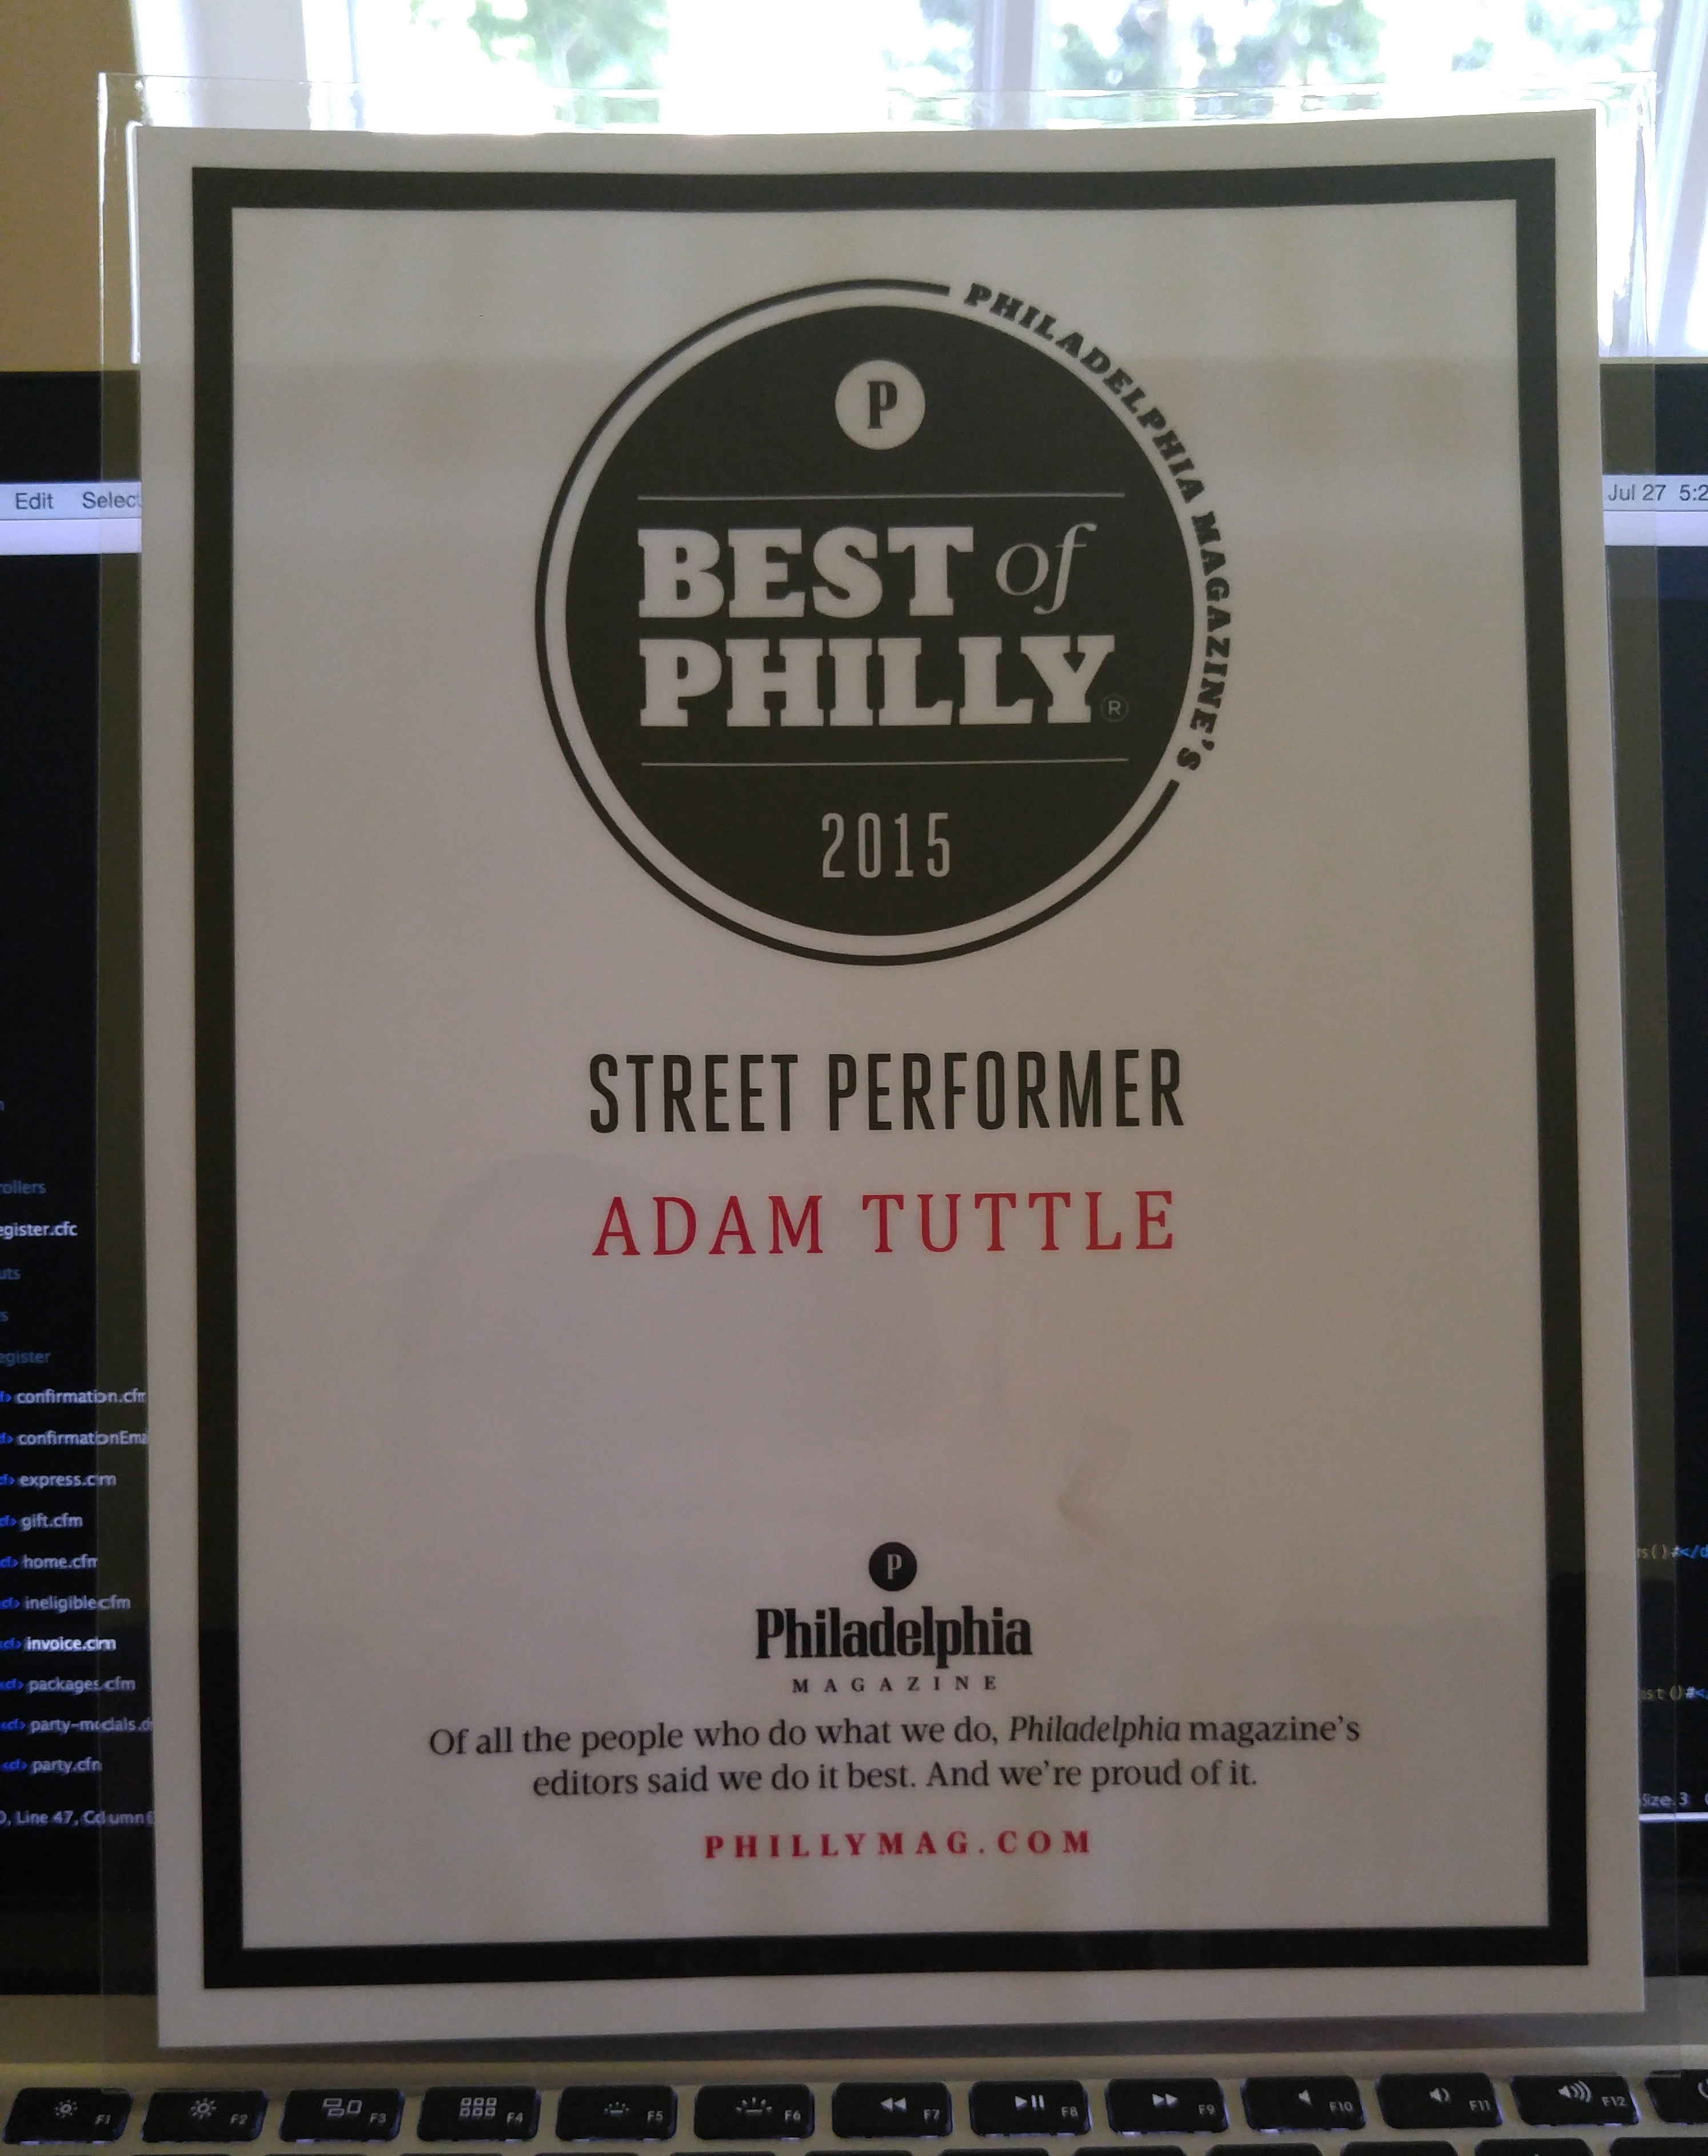 Edit Selec
Jul 27 5:2
PHILADELPHIA MAGAZINE'S
P
BEST of
PHILLY®
2015
STREET PERFORMER
ADAM TUTTLE
P
Philadelphia
MAGAZINE
Of all the people who do what we do, Philadelphia magazine's
editors said we do it best. And we're proud of it.
PHILLYMAG.COM
rollers
egister.cfc
uts
s
egister
confirmation.cfm
confirmationEma
express.cfm
gift.cfm
home.cfm
ineligible.cfm
invoice.cfm
packages.cfm
party-modals.
party.cfm
, Line 47, Column
rs()#</d
ist()#<
Size: 3
F1 F2 F3 F4 F5 F6 F7 F8 F9 F10 F11 F12